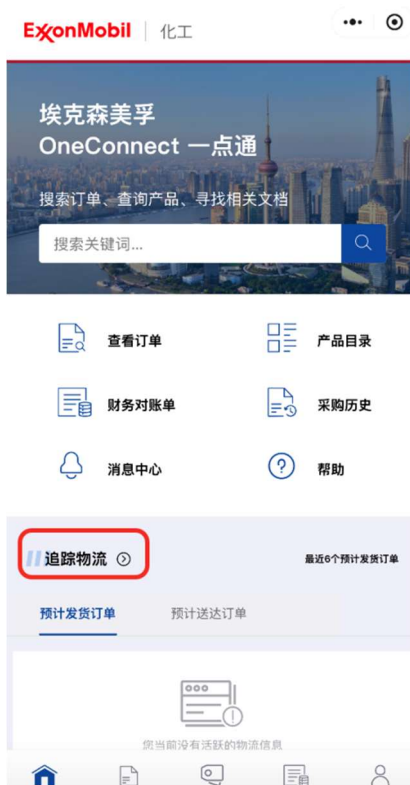 ExxonMobil 化工
埃克森美孚
OneConnect 一点通
搜索订单、查询产品、寻找相关文档
搜索关键词...
查看订单 产品目录
财务对账单 采购历史
消息中心 帮助
追踪物流 最近6个预计发货订单
预计发货订单 预计送达订单
您当前没有活跃的物流信息